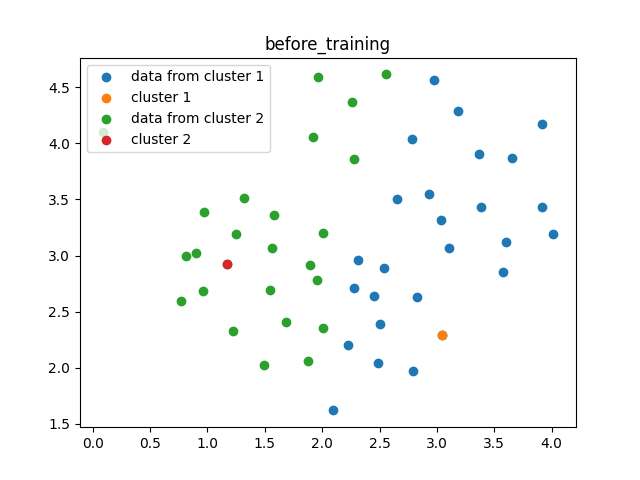 before_training
data from cluster 1
cluster 1
data from cluster 2
cluster 2
4.5
4.0
3.5
3.0
2.5
2.0
1.5
0.0 0.5 1.0 1.5 2.0 2.5 3.0 3.5 4.0